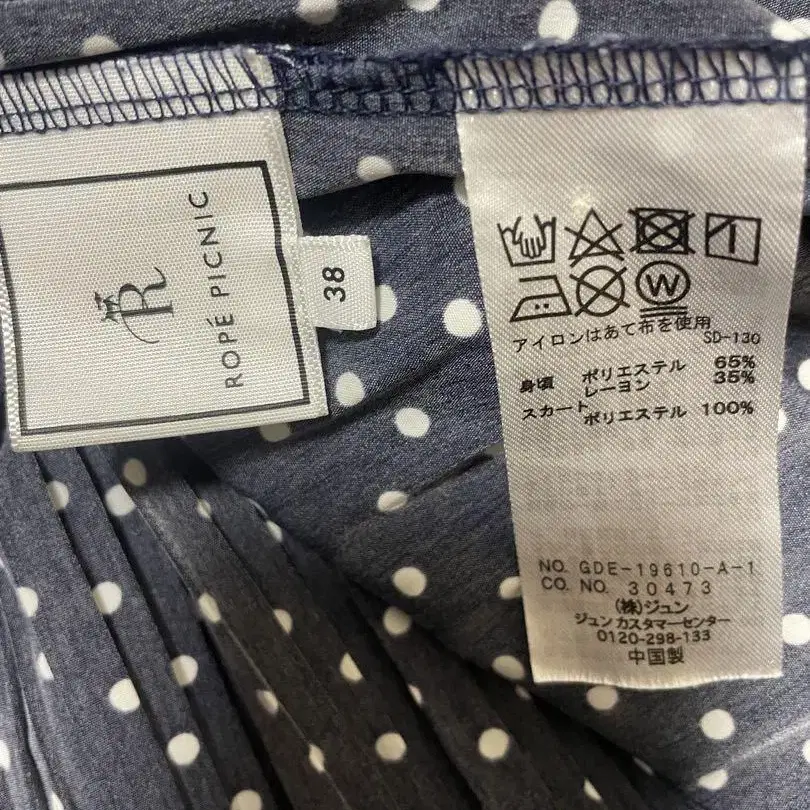 R
ROPÉ PICNIC
38
W
アイロンはあて布を使用
SD-130
身頃 ポリエステル 65%
レーヨン 35%
スカート ポリエステル 100%
NO. GDE-19610-A-1
CO. NO. 30473
(株)ジュン
ジュン カスタマーセンター
0120-298-133
中国製